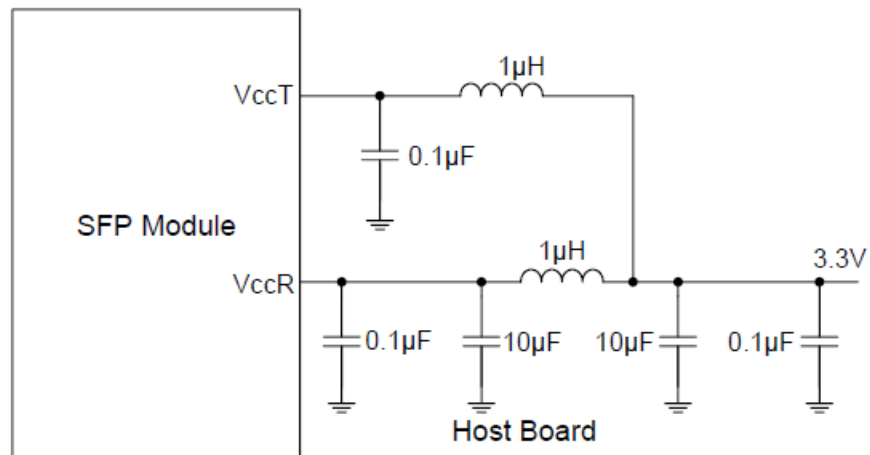 1µH
VccT
0.1µF
SFP Module
1µH
3.3V
VccR
0.1µF 10µF 10µF 0.1µF
Host Board